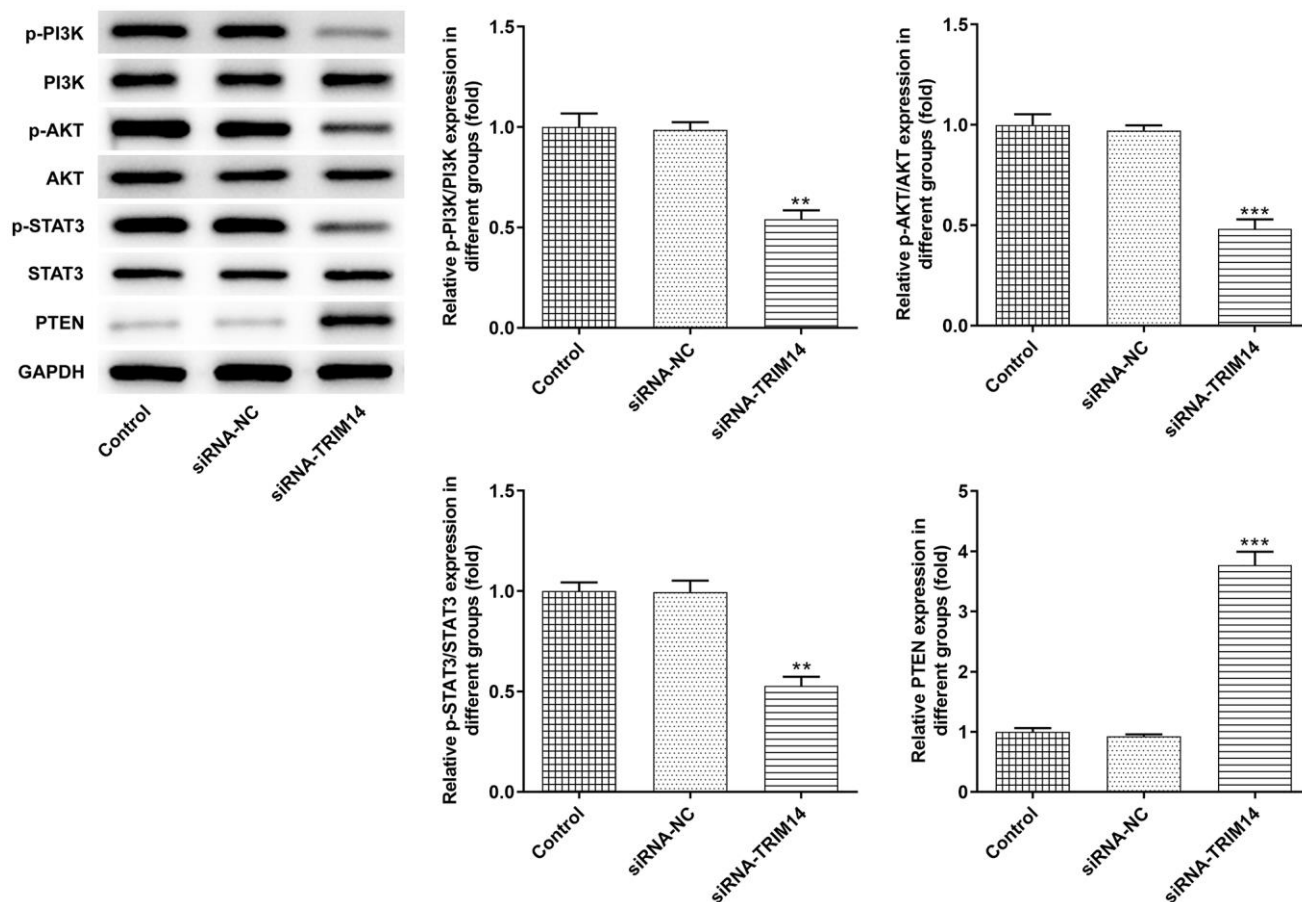 p-PI3K
PI3K
p-AKT
AKT
p-STAT3
STAT3
PTEN
GAPDH
Control
siRNA-NC
siRNA-TRIM14
Relative p-PI3K/PI3K expression in
different groups (fold)
1.5
1.0
0.5
0.0
**
Control
siRNA-NC
siRNA-TRIM14
Relative p-AKT/AKT expression in
different groups (fold)
1.5
1.0
0.5
0.0
***
Control
siRNA-NC
siRNA-TRIM14
Relative p-STAT3/STAT3 expression in
different groups (fold)
1.5
1.0
0.5
0.0
**
Control
siRNA-NC
siRNA-TRIM14
Relative PTEN expression in
different groups (fold)
5
4
3
2
1
0
***
Control
siRNA-NC
siRNA-TRIM14